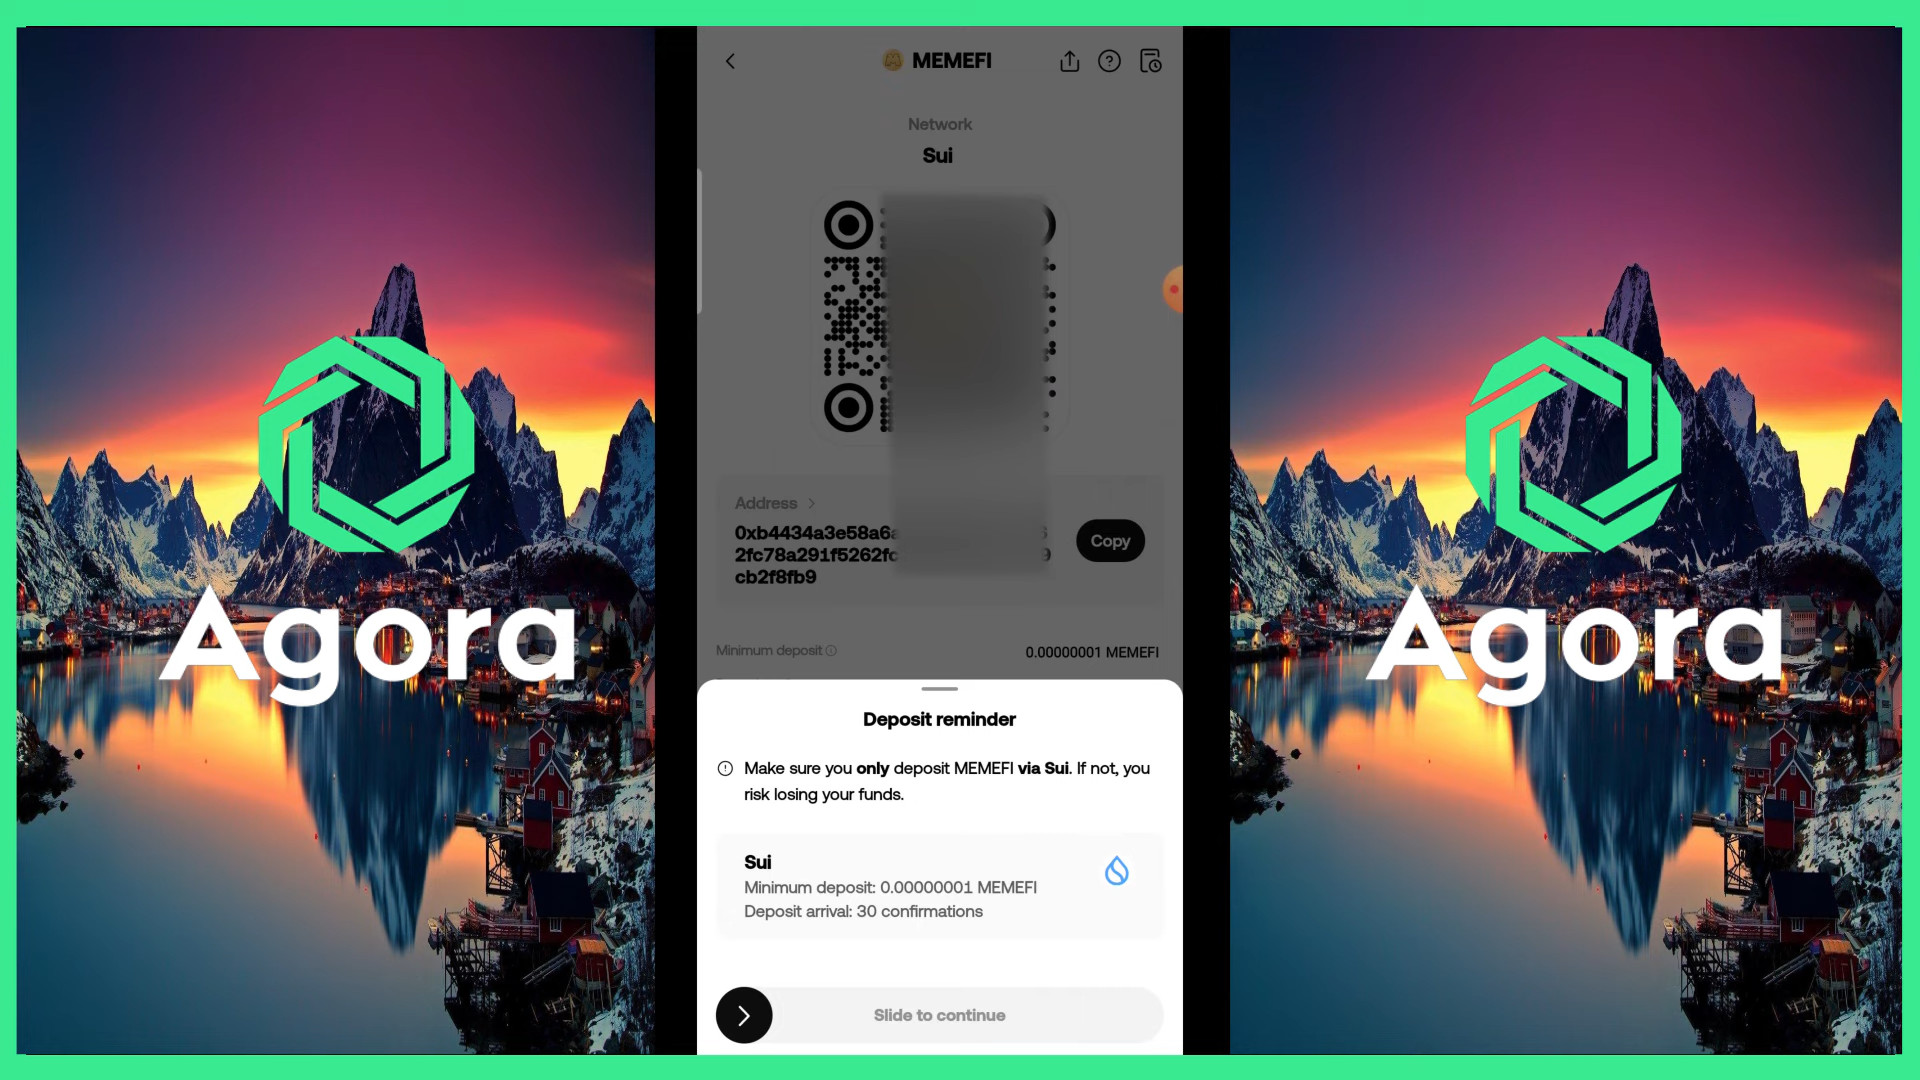 Agora
MEMEFI
Network
Sui
Address
0xb4434a3e58a6
2fc78a291f5262fc 9
cb2f8fb9
Copy
Minimum deposit
0.00000001 MEMEFI
Deposit reminder
Make sure you only deposit MEMEFI via Sui. If not, you
risk losing your funds.
Sui
Minimum deposit: 0.00000001 MEMEFI
Deposit arrival: 30 confirmations
Slide to continue
Agora